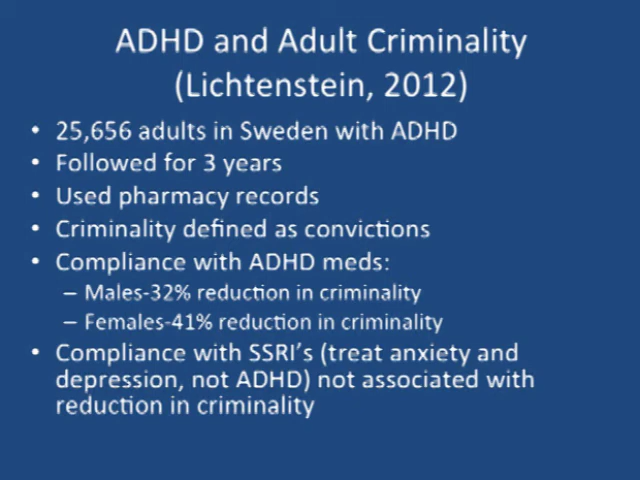 ADHD and Adult Criminality
(Lichtenstein, 2012)
• 25,656 adults in Sweden with ADHD
• Followed for 3 years
• Used pharmacy records
• Criminality defined as convictions
• Compliance with ADHD meds:
– Males-32% reduction in criminality
– Females-41% reduction in criminality
• Compliance with SSRI’s (treat anxiety and
depression, not ADHD) not associated with
reduction in criminality